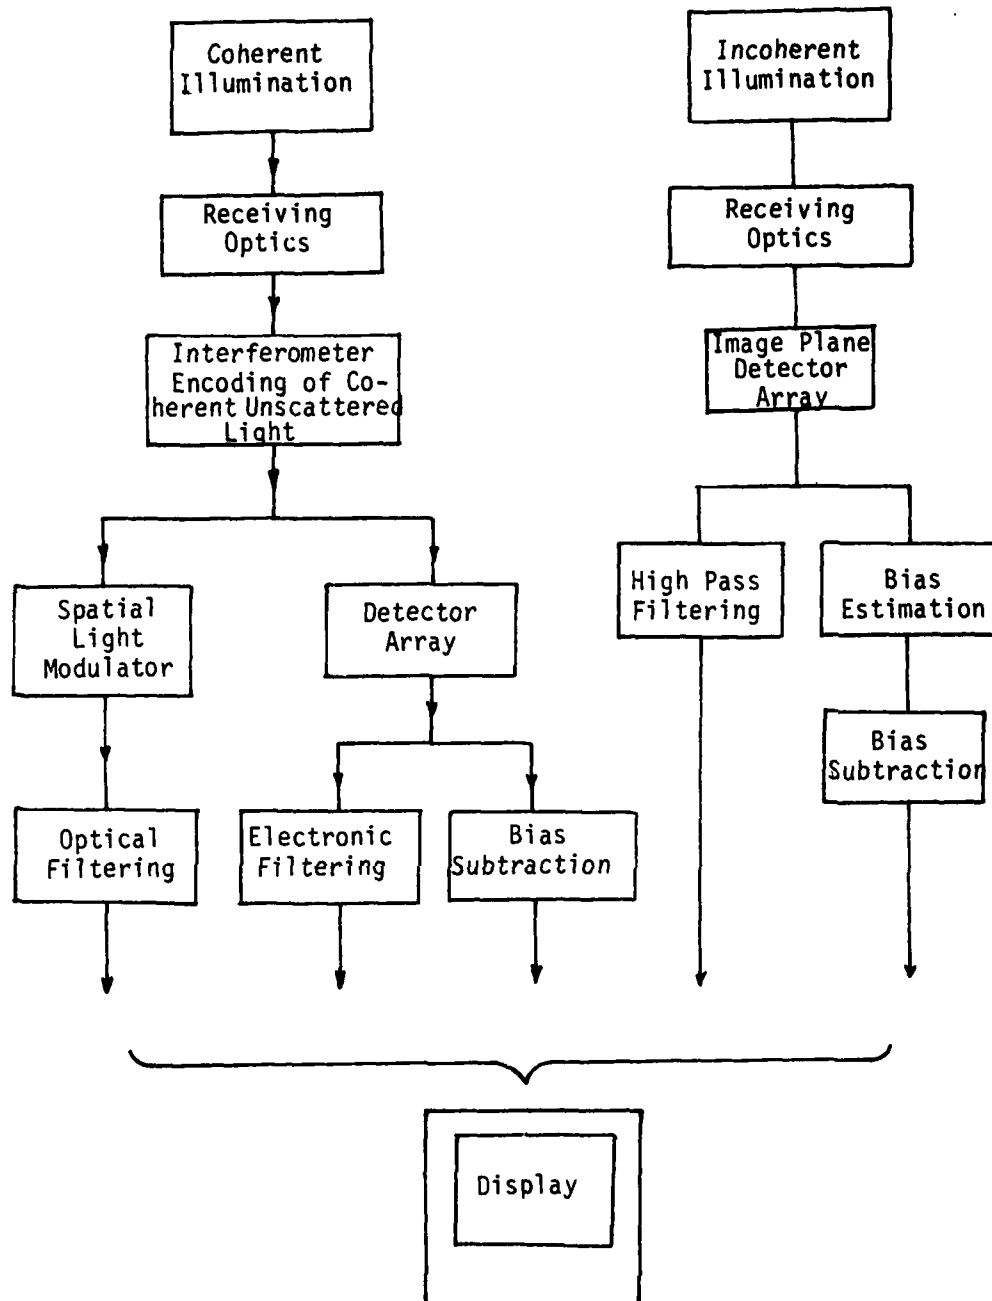 Coherent
Illumination
Incoherent
Illumination
Receiving
Optics
Receiving
Optics
Interferometer
Encoding of Co-
herent Unscattered
Light
Image Plane
Detector
Array
Spatial
Light
Modulator
Detector
Array
High Pass
Filtering
Bias
Estimation
Bias
Subtraction
Optical
Filtering
Electronic
Filtering
Bias
Subtraction
Display